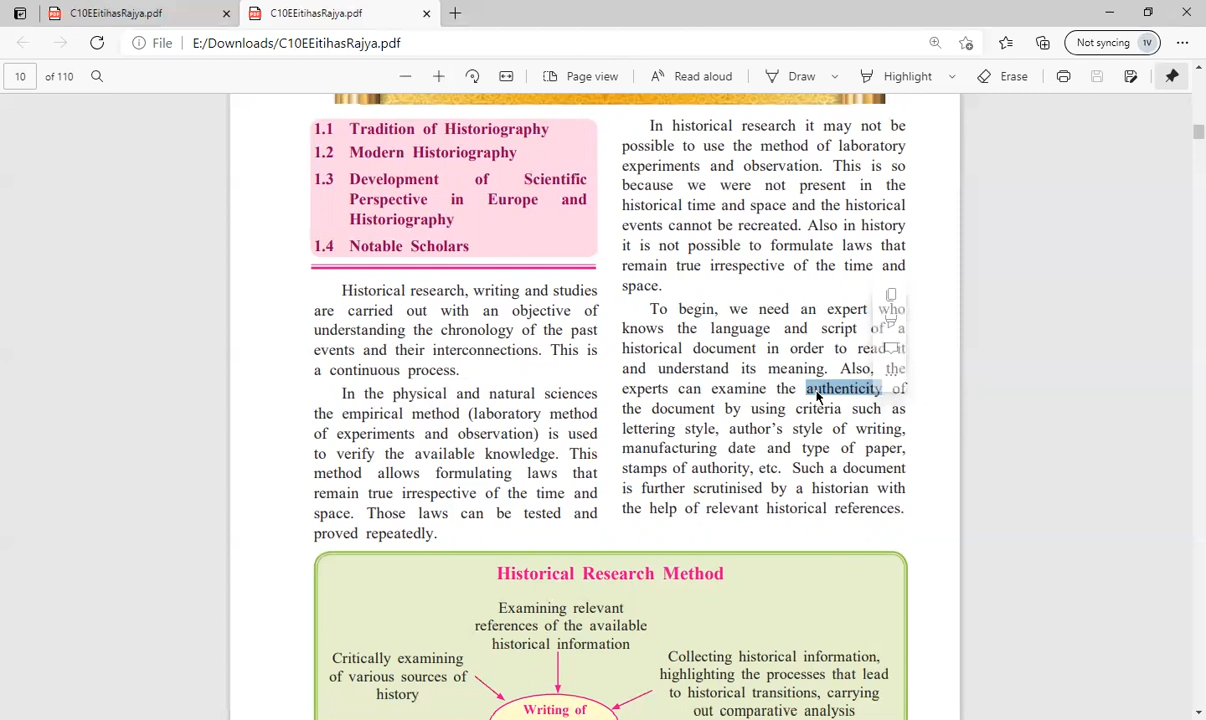 C10EEitihasRajya.pdf
C10EEitihasRajya.pdf
File
E:/Downloads/C10EEitihasRajya.pdf
Not syncing
1V
10
of 110
Page view
Read aloud
Draw
Highlight
Erase
1.1 Tradition of Historiography
1.2 Modern Historiography
1.3 Development of Scientific
Perspective in Europe and
Historiography
1.4 Notable Scholars
Historical research, writing and studies
are carried out with an objective of
understanding the chronology of the past
events and their interconnections. This is
a continuous process.
In the physical and natural sciences
the empirical method (laboratory method
of experiments and observation) is used
to verify the available knowledge. This
method allows formulating laws that
remain true irrespective of the time and
space. Those laws can be tested and
proved repeatedly.
In historical research it may not be
possible to use the method of laboratory
experiments and observation. This is so
because we were not present in the
historical time and space and the historical
events cannot be recreated. Also in history
it is not possible to formulate laws that
remain true irrespective of the time and
space.
To begin, we need an expert who
knows the language and script of a
historical document in order to read it
and understand its meaning. Also, the
experts can examine the authenticity of
the document by using criteria such as
lettering style, author's style of writing,
manufacturing date and type of paper,
stamps of authority, etc. Such a document
is further scrutinised by a historian with
the help of relevant historical references.
Historical Research Method
Examining relevant
references of the available
historical information
Critically examining
of various sources of
history
Collecting historical information,
highlighting the processes that lead
to historical transitions, carrying
out comparative analysis
Writing of